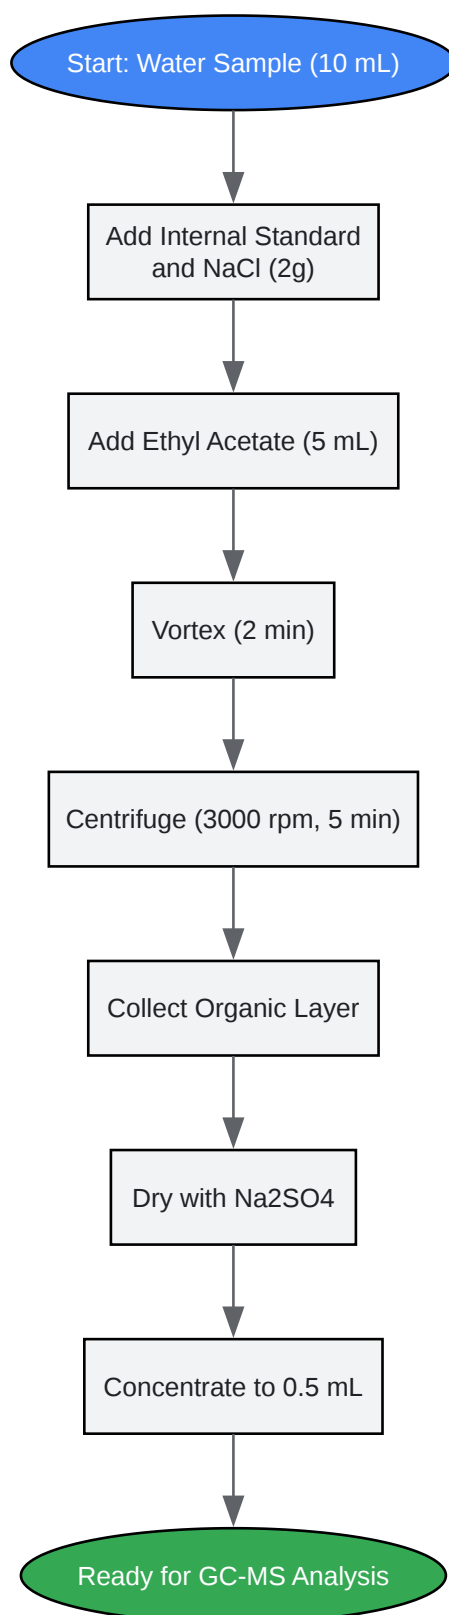 Start: Water Sample (10 mL)
Add Internal Standard
and NaCl (2g)
Add Ethyl Acetate (5 mL)
Vortex (2 min)
Centrifuge (3000 rpm, 5 min)
Collect Organic Layer
Dry with Na2SO4
Concentrate to 0.5 mL
Ready for GC-MS Analysis